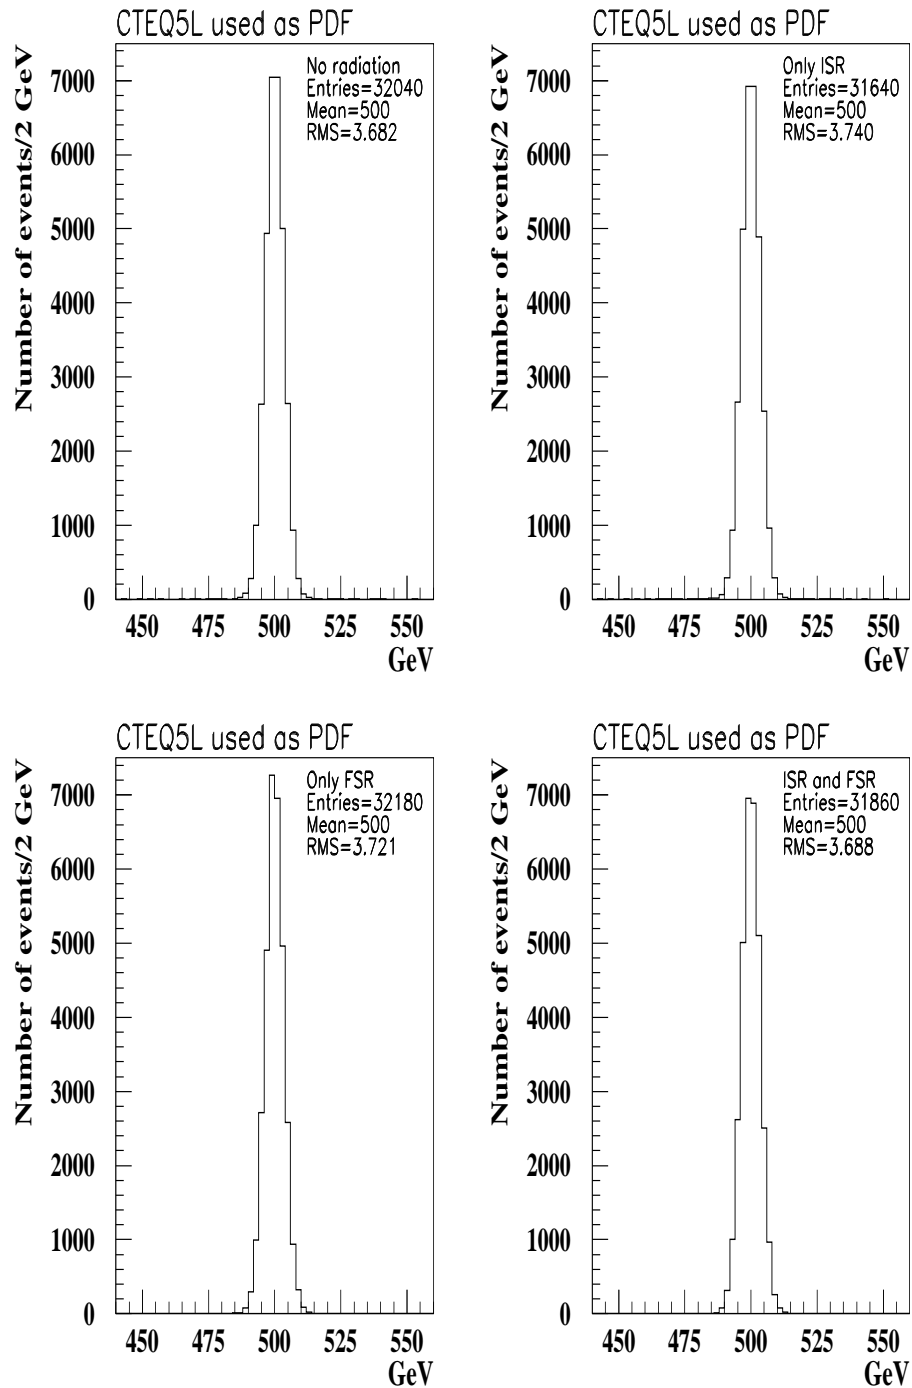 CTEQ5L used as PDF
Number of events/2 GeV
No radiation
Entries=32040
Mean=500
RMS=3.682
7000
6000
5000
4000
3000
2000
1000
0
450 475 500 525 550
GeV
CTEQ5L used as PDF
Number of events/2 GeV
Only ISR
Entries=31640
Mean=500
RMS=3.740
7000
6000
5000
4000
3000
2000
1000
0
450 475 500 525 550
GeV
CTEQ5L used as PDF
Number of events/2 GeV
Only FSR
Entries=32180
Mean=500
RMS=3.721
7000
6000
5000
4000
3000
2000
1000
0
450 475 500 525 550
GeV
CTEQ5L used as PDF
Number of events/2 GeV
ISR and FSR
Entries=31860
Mean=500
RMS=3.688
7000
6000
5000
4000
3000
2000
1000
0
450 475 500 525 550
GeV